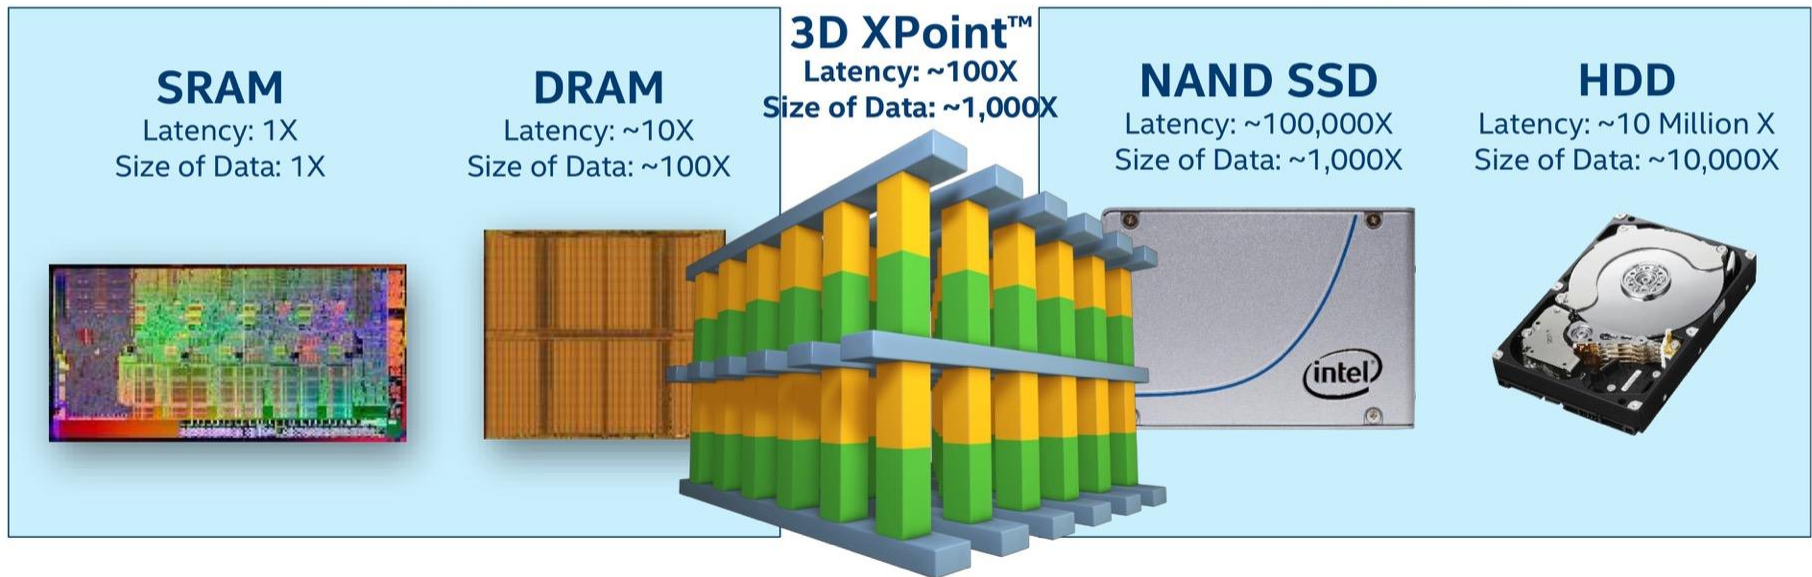 SRAM
Latency: 1X
Size of Data: 1X
DRAM
Latency: ~10X
Size of Data: ~100X
3D XPoint™
Latency: ~100X
Size of Data: ~1,000X
NAND SSD
Latency: ~100,000X
Size of Data: ~1,000X
intel
HDD
Latency: ~10 Million X
Size of Data: ~10,000X